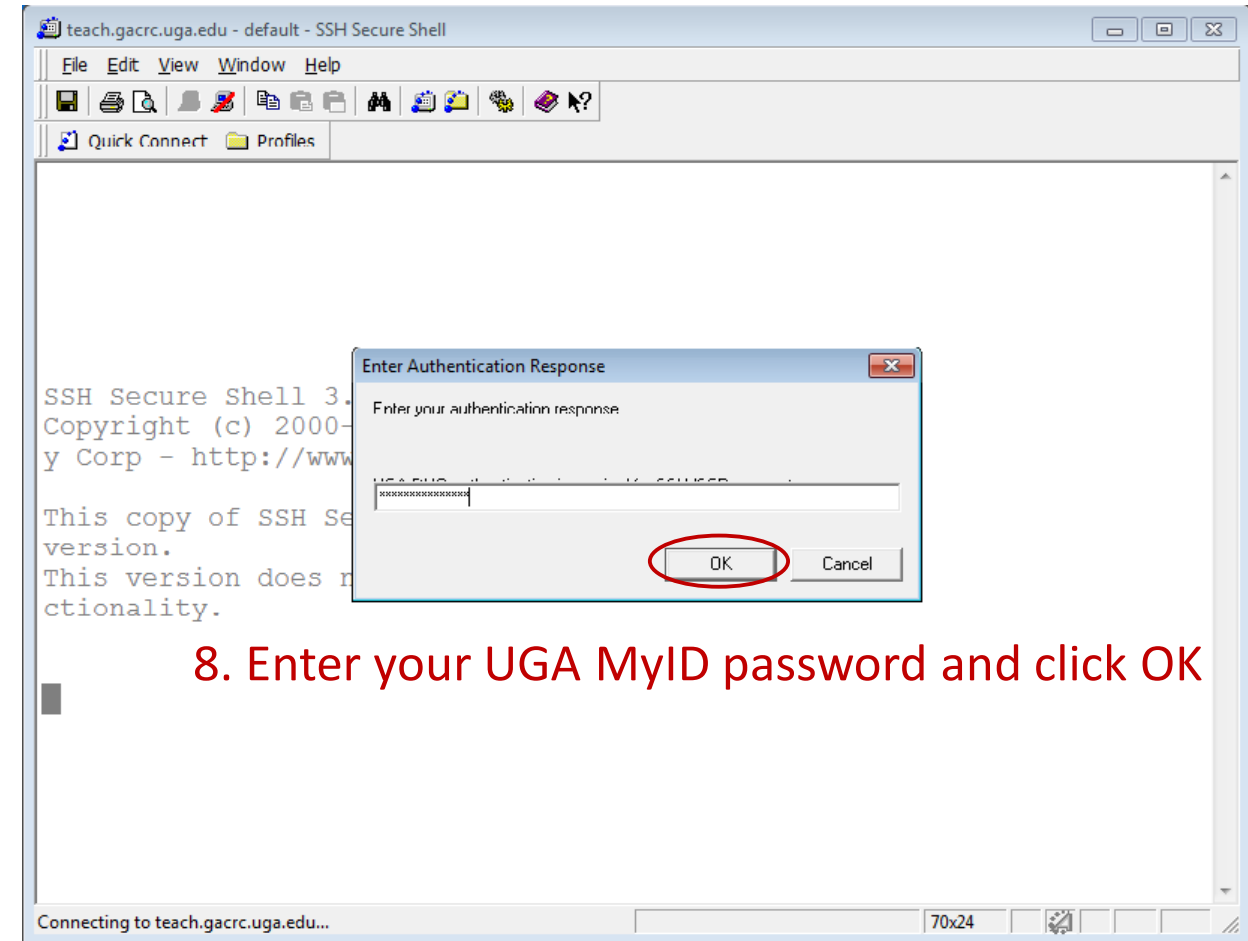 teach.gacrc.uga.edu - default - SSH Secure Shell
File Edit View Window Help
Quick Connect Profiles
SSH Secure Shell 3.
Copyright (c) 2000-
y Corp - http://www
This copy of SSH Se
version.
This version does n
ctionality.
Enter Authentication Response
Enter your authentication response
xxxxxxxxxxxxxxx
OK Cancel
8. Enter your UGA MyID password and click OK
Connecting to teach.gacrc.uga.edu...
70x24